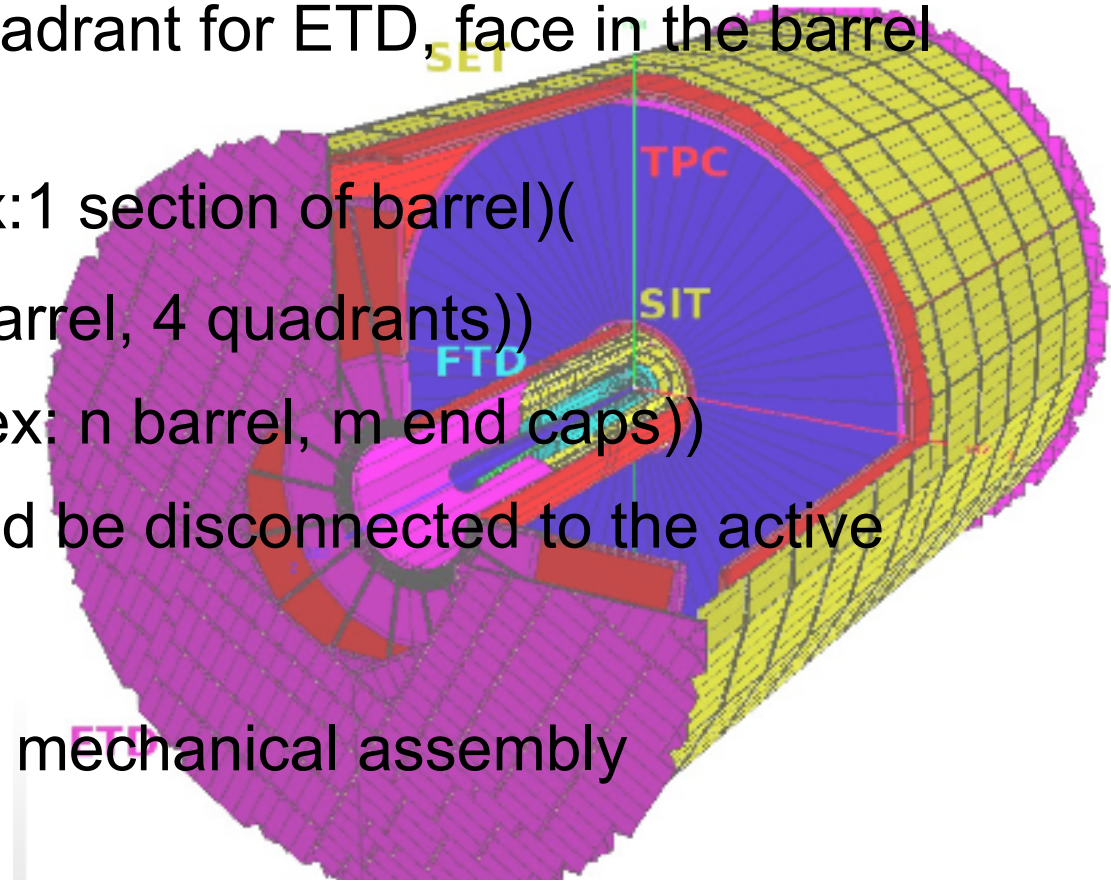 adrant for ETD, face in the barrel
SET
TPC
x:1 section of barrel)(
SIT
arrel, 4 quadrants))
FTD
ex: n barrel, m end caps))
d be disconnected to the active
ETD
mechanical assembly